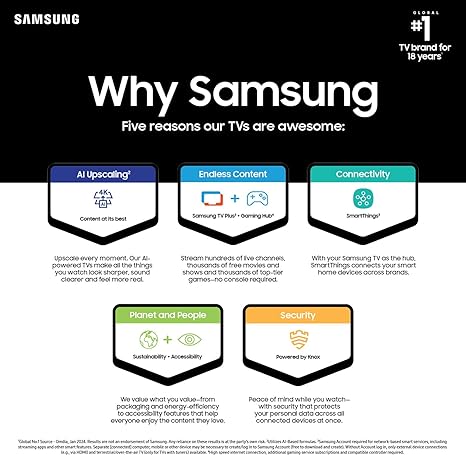 SAMSUNG
GLOBAL
#1
TV brand for
18 years¹
Why Samsung
Five reasons our TVs are awesome:
AI Upscaling²
4K
AI
Content at its best
Upscale every moment. Our AI-
powered TVs make all the things
you watch look sharper, sound
clearer and feel more real.
Endless Content
Samsung TV Plus³ • Gaming Hub⁴
Stream hundreds of live channels,
thousands of free movies and
shows and thousands of top-tier
games—no console required.
Connectivity
SmartThings³
With your Samsung TV as the hub,
SmartThings connects your smart
home devices across brands.
Planet and People
Sustainability • Accessibility
We value what you value—from
packaging and energy-efficiency
to accessibility features that help
everyone enjoy the content they love.
Security
Powered by Knox
Peace of mind while you watch—
with security that protects
your personal data across all
connected devices at once.
¹Global No.1 Source - Omdia, Jan 2024. Results are not an endorsement of Samsung. Any reliance on these results is at the party's own risk. ²Utilizes AI-Based formulas. ³Samsung Account required for network-based smart services, including
streaming apps and other smart features. Separate (connected) computer, mobile or other device may be necessary to create/log in to Samsung Account (free to download and create). Without Account log in, only external device connections
(e.g., via HDMI) and terrestrial/over-the-air TV (only for TVs with tuners) available. ⁴High speed internet connection, additional gaming service subscriptions and compatible controller required.